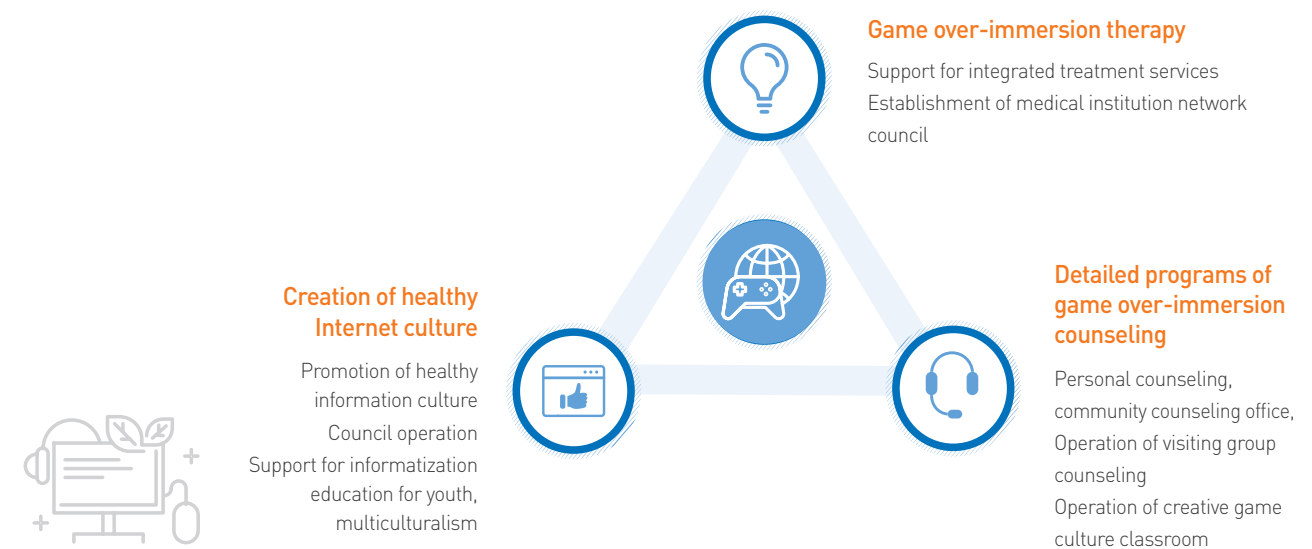 Game over-immersion therapy
Support for integrated treatment services
Establishment of medical institution network
council
Creation of healthy
Internet culture
Promotion of healthy
information culture
Council operation
Support for informatization
education for youth,
multiculturalism
Detailed programs of
game over-immersion
counseling
Personal counseling,
community counseling office,
Operation of visiting group
counseling
Operation of creative game
culture classroom